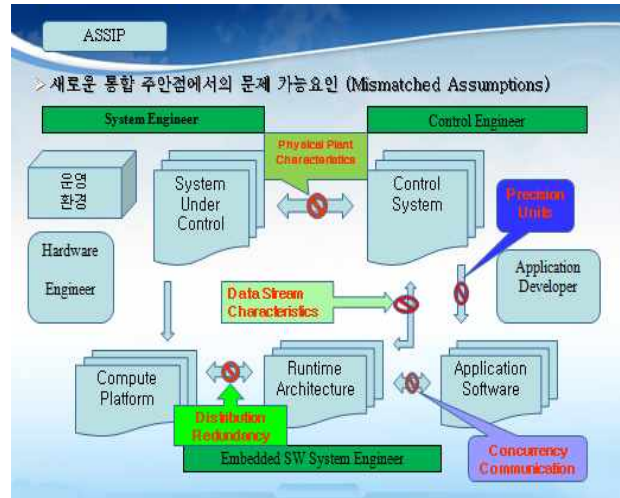 ASSIP
새로운 통합 주안점에서의 문제 가능요인 (Mismatched Assumptions)
System Engineer
Control Engineer
Physical Plant
Characteristics
운영
환경
System
Under
Control
Control
System
Precision
Units
Hardware
Engineer
Application
Developer
Data Stream
Characteristics
Compute
Platform
Runtime
Architecture
Application
Software
Distribution
Redundancy
Embedded SW System Engineer
Concurrency
Communication